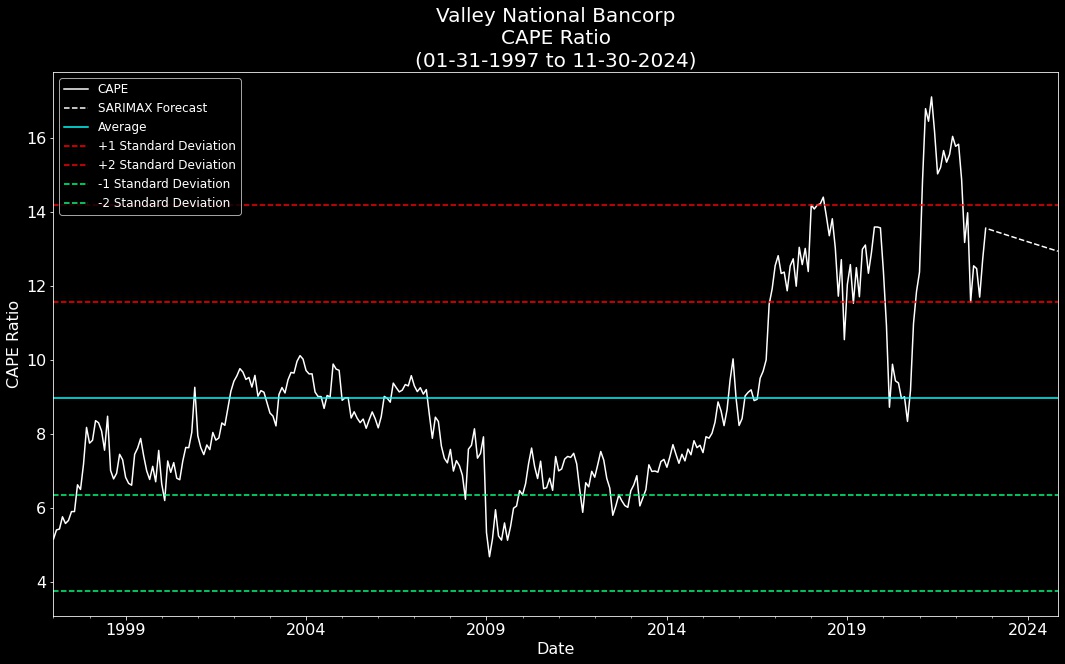 Valley National Bancorp
CAPE Ratio
(01-31-1997 to 11-30-2024)
CAPE
SARIMAX Forecast
Average
+1 Standard Deviation
+2 Standard Deviation
-1 Standard Deviation
-2 Standard Deviation
16
14
12
10
8
6
4
CAPE Ratio
1999 2004 2009 2014 2019 2024
Date